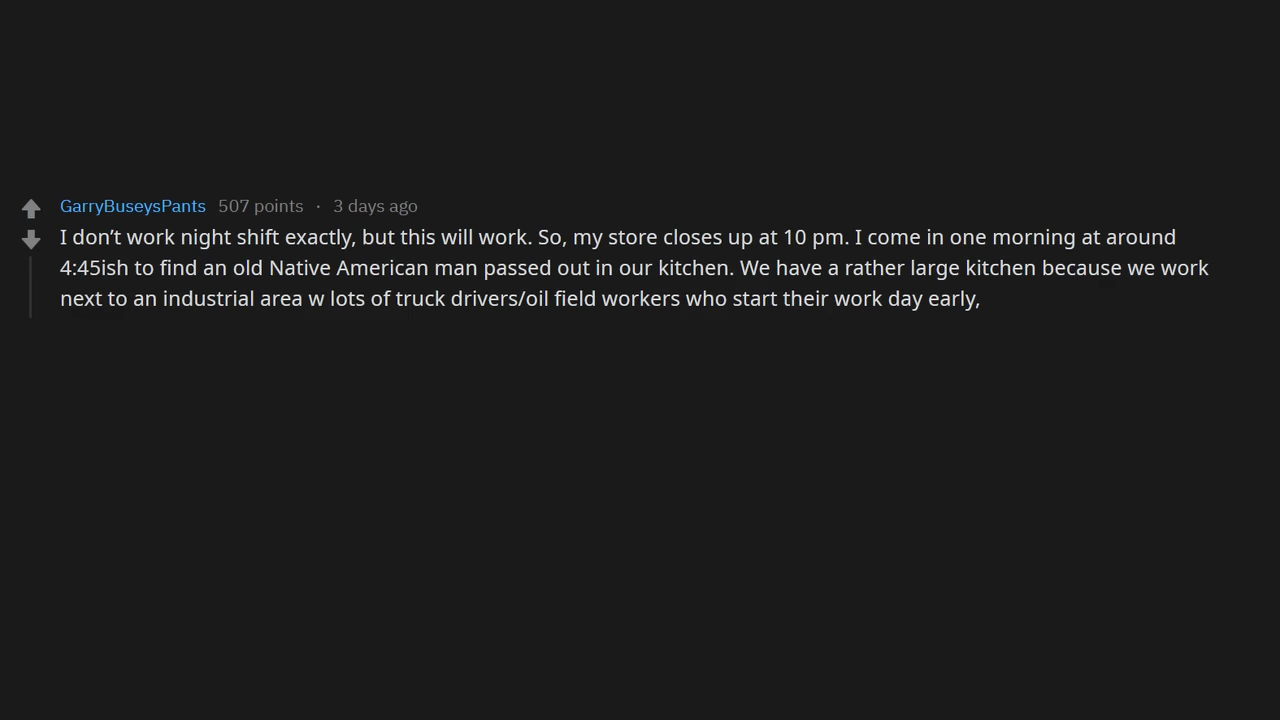 GarryBuseysPants 507 points · 3 days ago
I don’t work night shift exactly, but this will work. So, my store closes up at 10 pm. I come in one morning at around
4:45ish to find an old Native American man passed out in our kitchen. We have a rather large kitchen because we work
next to an industrial area w lots of truck drivers/oil field workers who start their work day early,